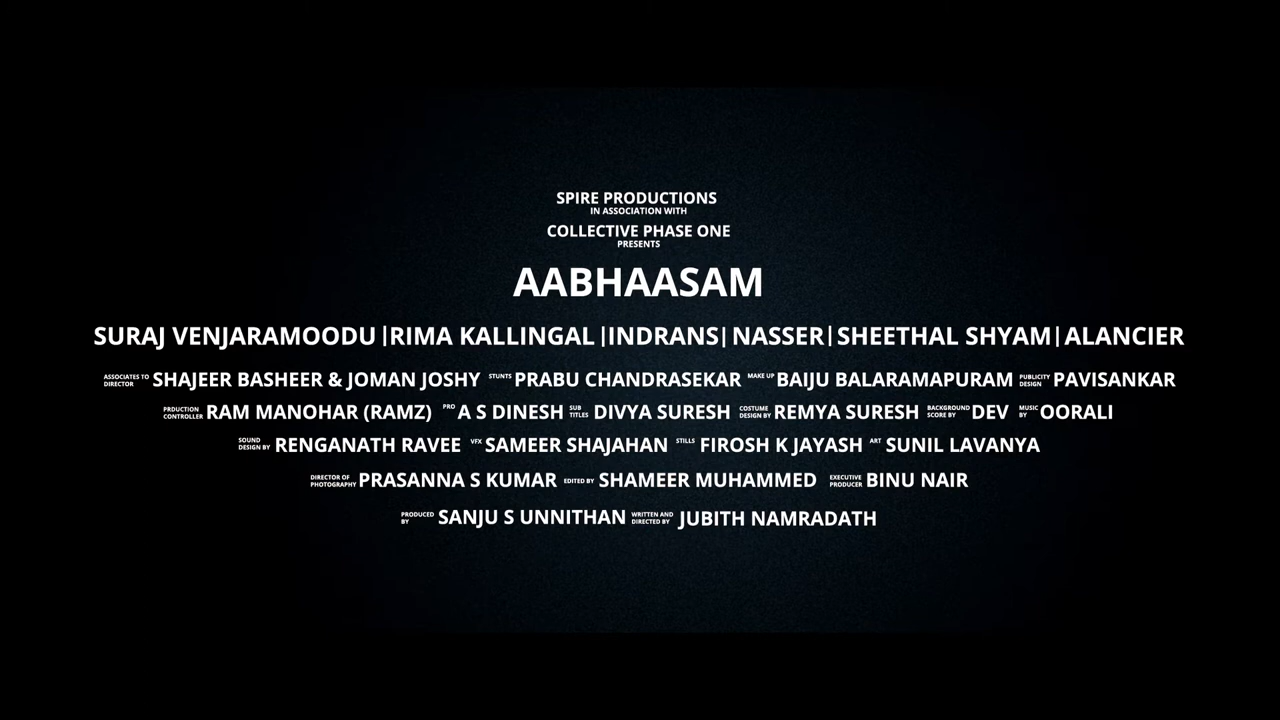 SPIRE PRODUCTIONS
IN ASSOCIATION WITH
COLLECTIVE PHASE ONE
PRESENTS
AABHAASAM
SURAJ VENJARAMOODU |RIMA KALLINGAL |INDRANS| NASSER|SHEETHAL SHYAM|ALANCIER
ASSOCIATES TO DIRECTOR SHAJEER BASHEER & JOMAN JOSHY STUNTS PRABU CHANDRASEKAR MAKE UP BAIJU BALARAMAPURAM PUBLICITY DESIGN PAVISANKAR
PRDUCTION CONTROLLER RAM MANOHAR (RAMZ) PRO A S DINESH SUB TITLES DIVYA SURESH COSTUME DESIGN BY REMYA SURESH BACKGROUND SCORE BY DEV MUSIC BY OORALI
SOUND DESIGN BY RENGANATH RAVEE VFX SAMEER SHAJAHAN STILLS FIROSH K JAYASH ART SUNIL LAVANYA
DIRECTOR OF PHOTOGRAPHY PRASANNA S KUMAR EDITED BY SHAMEER MUHAMMED EXECUTIVE PRODUCER BINU NAIR
PRODUCED BY SANJU S UNNITHAN WRITTEN AND DIRECTED BY JUBITH NAMRADATH